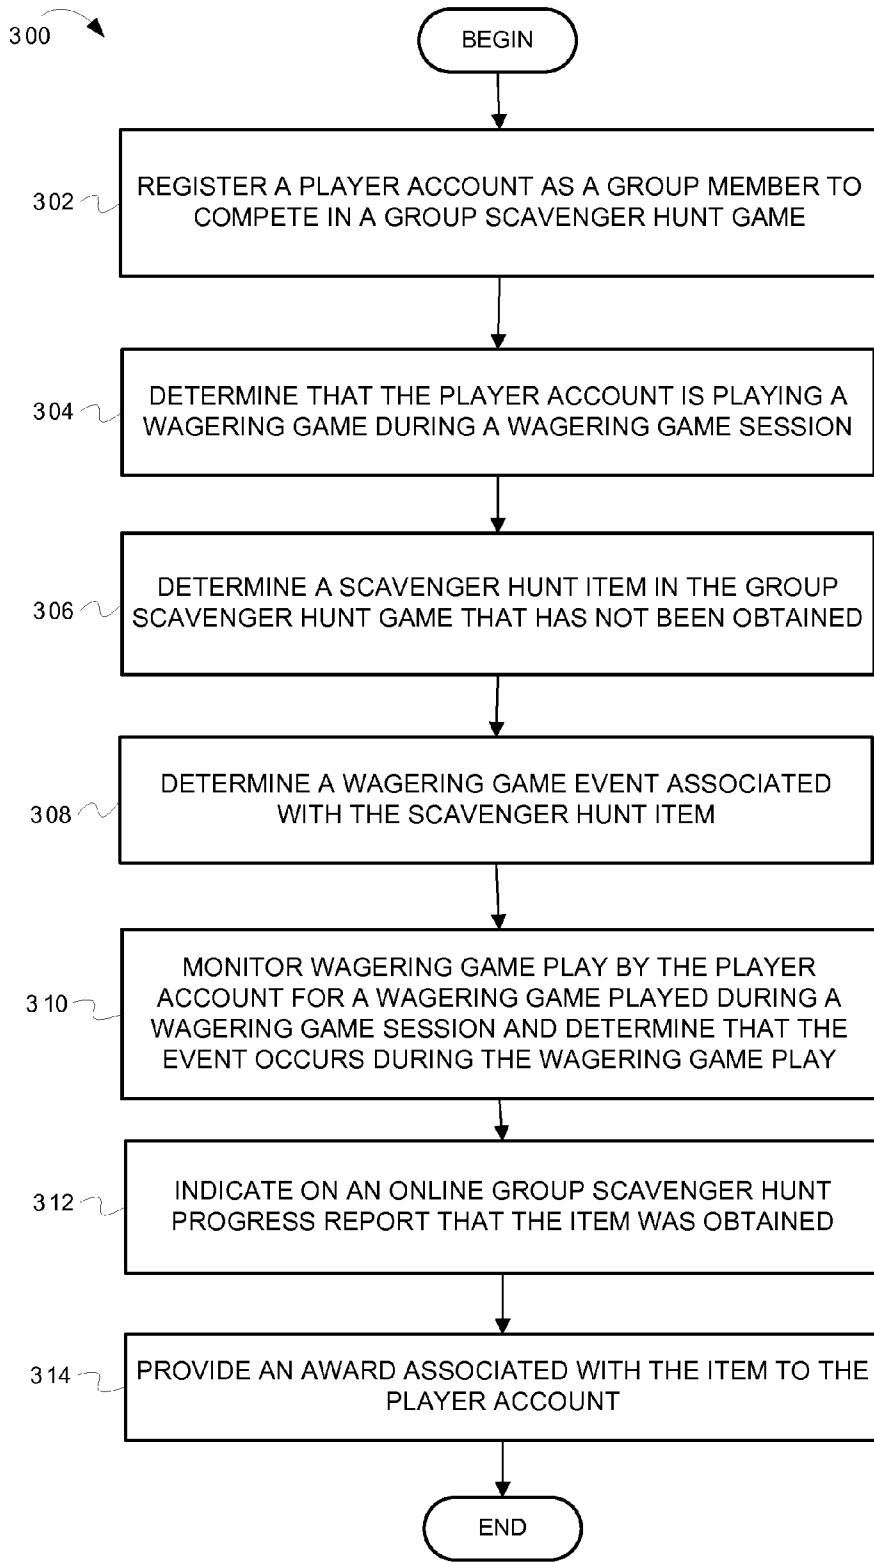 300
BEGIN
302
REGISTER A PLAYER ACCOUNT AS A GROUP MEMBER TO
COMPETE IN A GROUP SCAVENGER HUNT GAME
304
DETERMINE THAT THE PLAYER ACCOUNT IS PLAYING A
WAGERING GAME DURING A WAGERING GAME SESSION
306
DETERMINE A SCAVENGER HUNT ITEM IN THE GROUP
SCAVENGER HUNT GAME THAT HAS NOT BEEN OBTAINED
308
DETERMINE A WAGERING GAME EVENT ASSOCIATED
WITH THE SCAVENGER HUNT ITEM
310
MONITOR WAGERING GAME PLAY BY THE PLAYER
ACCOUNT FOR A WAGERING GAME PLAYED DURING A
WAGERING GAME SESSION AND DETERMINE THAT THE
EVENT OCCURS DURING THE WAGERING GAME PLAY
312
INDICATE ON AN ONLINE GROUP SCAVENGER HUNT
PROGRESS REPORT THAT THE ITEM WAS OBTAINED
314
PROVIDE AN AWARD ASSOCIATED WITH THE ITEM TO THE
PLAYER ACCOUNT
END